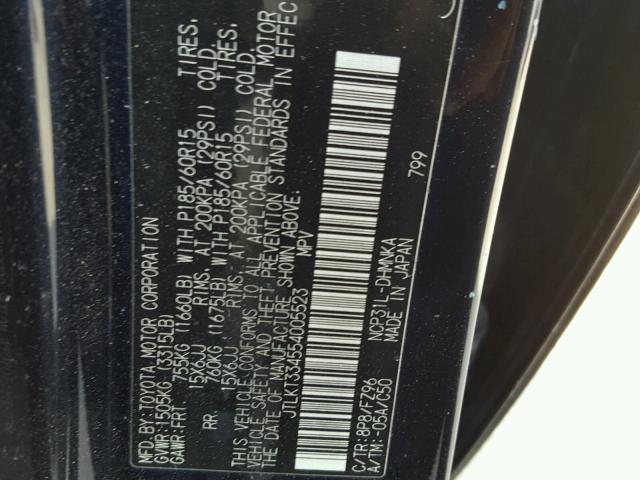 MFD.BY:TOYOTA MOTOR CORPORATION
GVWR:1505KG (3315LB)
GAWR:FRT 755KG (1660LB) WITH P185/60R15 TIRES,
15X6JJ RIMS, AT 200KPA (29PSI) COLD.
RR. 760KG (1675LB) WITH P185/60R15 TIRES,
15X6JJ RIMS, AT 200KPA (29PSI) COLD.
THIS VEHICLE CONFORMS TO ALL APPLICABLE FEDERAL MOTOR
VEHICLE SAFETY AND THEFT PREVENTION STANDARDS IN EFFEC
THE DATE OF MANUFACTURE SHOWN ABOVE.
JTLKT334554005523 MPV
C/TR:8P8/FZ96 NCP31L-DHMNKA 799
A/TM:-05A/C50 MADE IN JAPAN